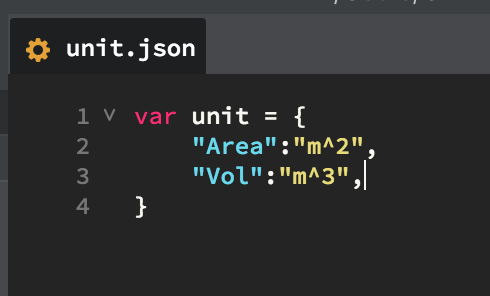 unit.json
1 var unit = {
2 "Area":"m^2",
3 "Vol":"m^3",
4 }